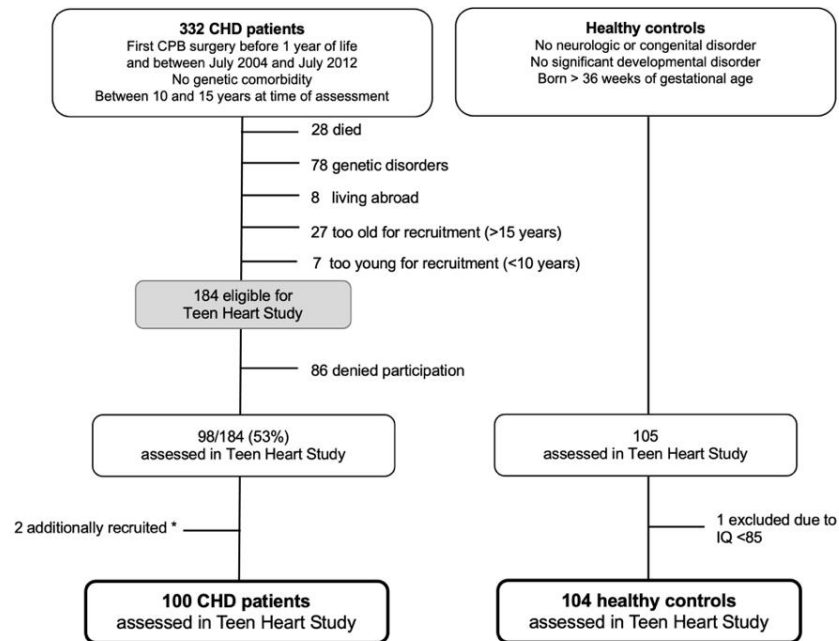 332 CHD patients
First CPB surgery before 1 year of life
and between July 2004 and July 2012
No genetic comorbidity
Between 10 and 15 years at time of assessment
Healthy controls
No neurologic or congenital disorder
No significant developmental disorder
Born > 36 weeks of gestational age
28 died
78 genetic disorders
8 living abroad
27 too old for recruitment (>15 years)
7 too young for recruitment (<10 years)
184 eligible for
Teen Heart Study
86 denied participation
98/184 (53%)
assessed in Teen Heart Study
105
assessed in Teen Heart Study
2 additionally recruited *
1 excluded due to
IQ <85
100 CHD patients
assessed in Teen Heart Study
104 healthy controls
assessed in Teen Heart Study